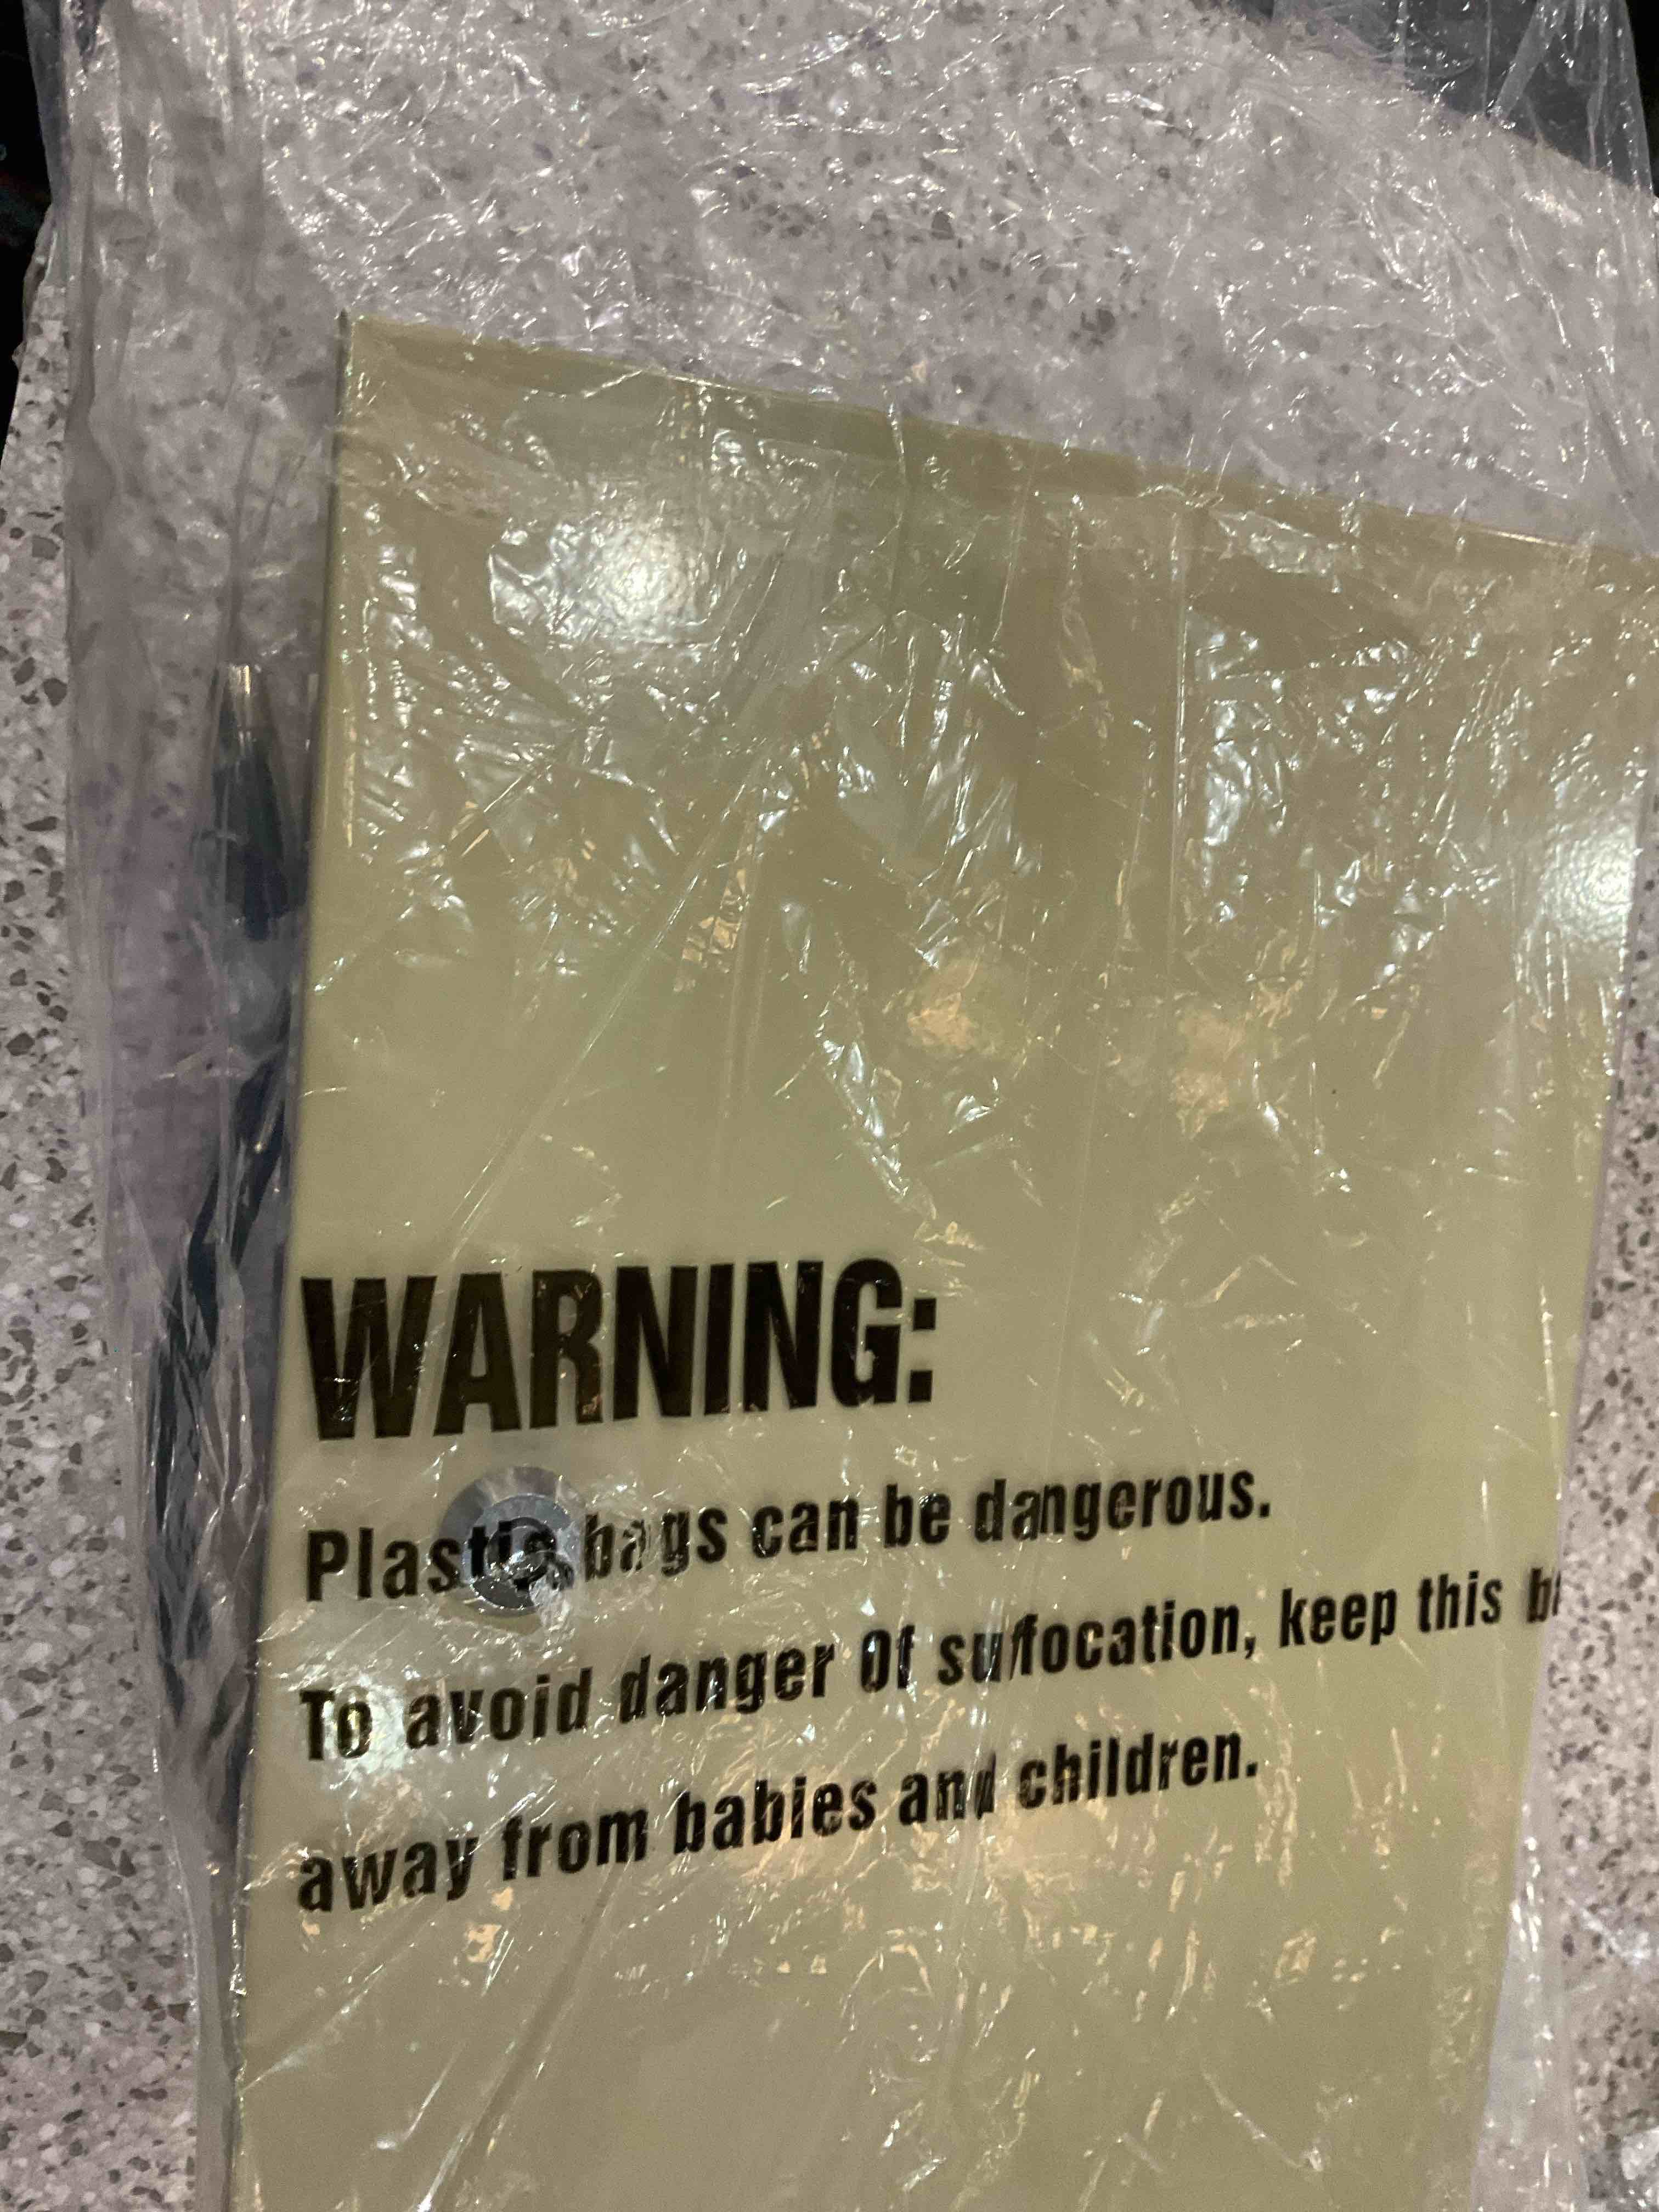 WARNING:
Plastic bags can be dangerous.
To avoid danger Of suffocation, keep this
away from babies and children.